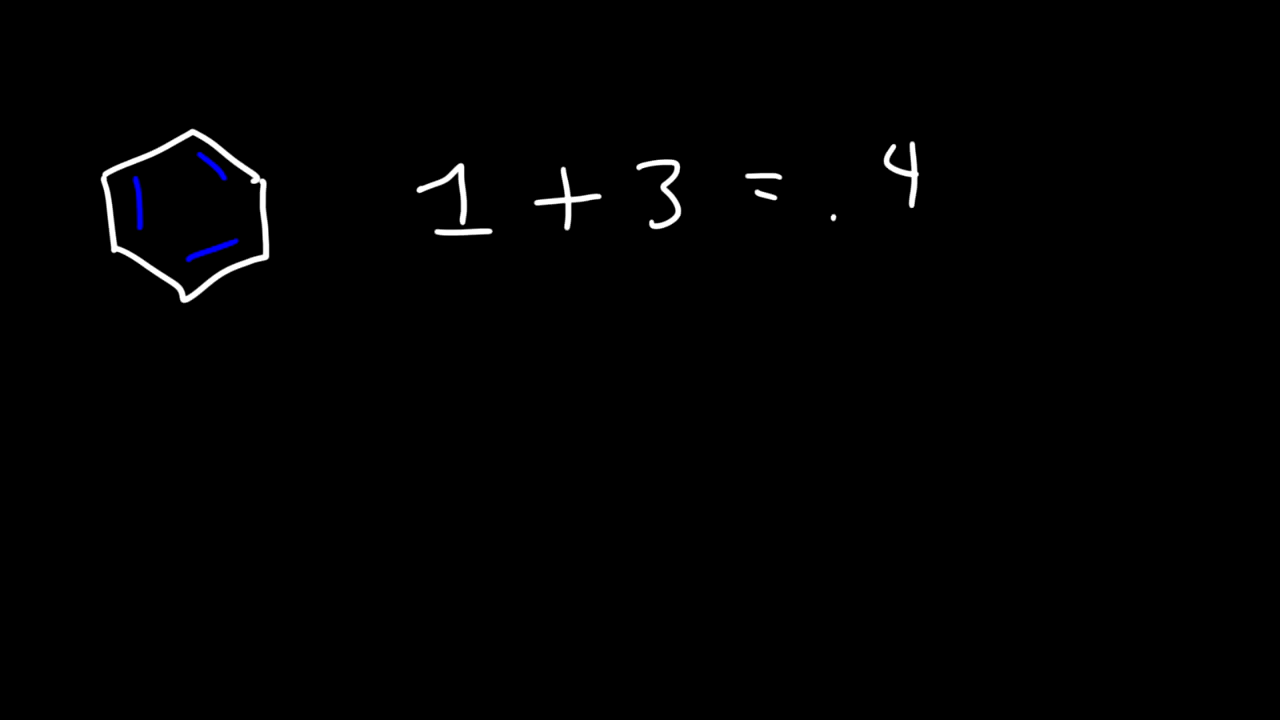 1 + 3 = . 4